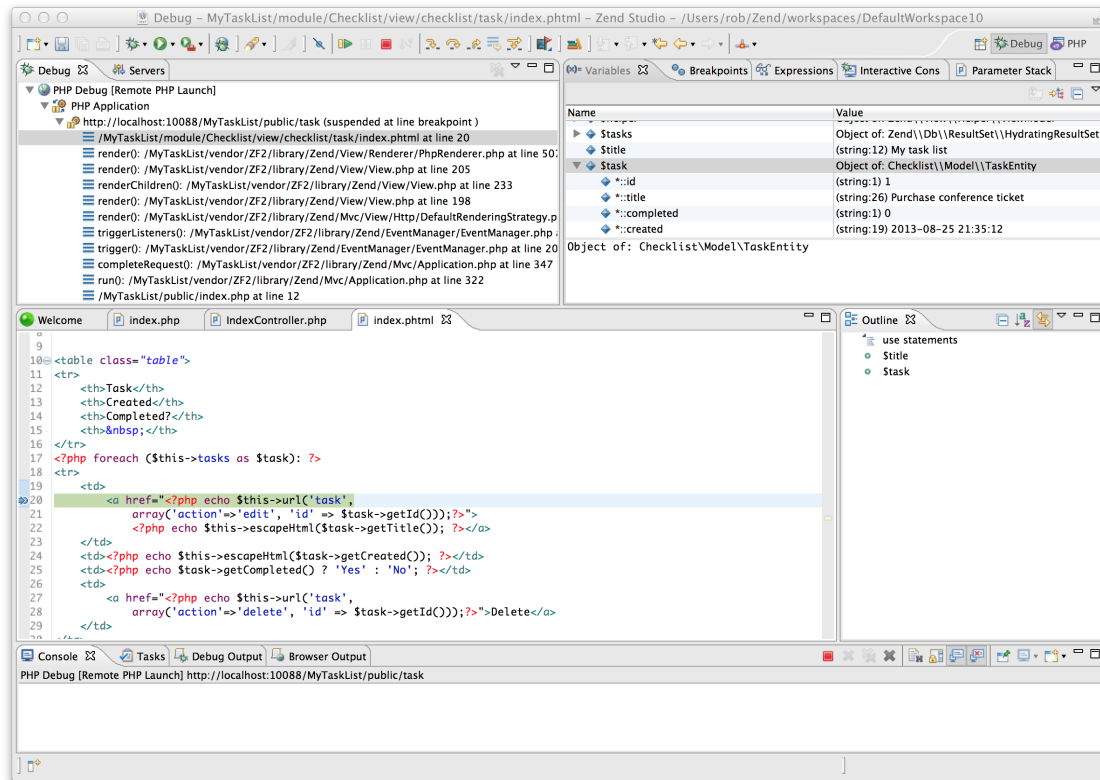 Debug – MyTaskList/module/Checklist/view/checklist/task/index.phtml – Zend Studio – /Users/rob/Zend/workspaces/DefaultWorkspace10
Debug PHP
Debug Servers
PHP Debug [Remote PHP Launch]
PHP Application
http://localhost:10088/MyTaskList/public/task (suspended at line breakpoint )
/MyTaskList/module/Checklist/view/checklist/task/index.phtml at line 20
render(): /MyTaskList/vendor/ZF2/library/Zend/View/Renderer/PhpRenderer.php at line 507
render(): /MyTaskList/vendor/ZF2/library/Zend/View/View.php at line 205
renderChildren(): /MyTaskList/vendor/ZF2/library/Zend/View/View.php at line 233
render(): /MyTaskList/vendor/ZF2/library/Zend/View/View.php at line 198
render(): /MyTaskList/vendor/ZF2/library/Zend/Mvc/View/Http/DefaultRenderingStrategy.p
triggerListeners(): /MyTaskList/vendor/ZF2/library/Zend/EventManager/EventManager.php
trigger(): /MyTaskList/vendor/ZF2/library/Zend/EventManager/EventManager.php at line 20
completeRequest(): /MyTaskList/vendor/ZF2/library/Zend/Mvc/Application.php at line 347
run(): /MyTaskList/vendor/ZF2/library/Zend/Mvc/Application.php at line 322
/MyTaskList/public/index.php at line 12
(x)= Variables Breakpoints Expressions Interactive Cons Parameter Stack
Name Value
$tasks Object of: Zend\\Db\\ResultSet\\HydratingResultSet
$title (string:12) My task list
$task Object of: Checklist\\Model\\TaskEntity
*::id (string:1) 1
*::title (string:26) Purchase conference ticket
*::completed (string:1) 0
*::created (string:19) 2013-08-25 21:35:12
Object of: Checklist\Model\TaskEntity
Welcome index.php IndexController.php index.phtml
9
10 <table class="table">
11 <tr>
12 <th>Task</th>
13 <th>Created</th>
14 <th>Completed?</th>
15 <th>&nbsp;</th>
16 </tr>
17 <?php foreach ($this->tasks as $task): ?>
18 <tr>
19 <td>
20 <a href="<?php echo $this->url('task',
21 array('action'=>'edit', 'id' => $task->getId()));?>">
22 <?php echo $this->escapeHtml($task->getTitle()); ?></a>
23 </td>
24 <td><?php echo $this->escapeHtml($task->getCreated()); ?></td>
25 <td><?php echo $task->getCompleted() ? 'Yes' : 'No'; ?></td>
26 <td>
27 <a href="<?php echo $this->url('task',
28 array('action'=>'delete', 'id' => $task->getId()));?>">Delete</a>
29 </td>
Outline
use statements
$title
$task
Console Tasks Debug Output Browser Output
PHP Debug [Remote PHP Launch] http://localhost:10088/MyTaskList/public/task